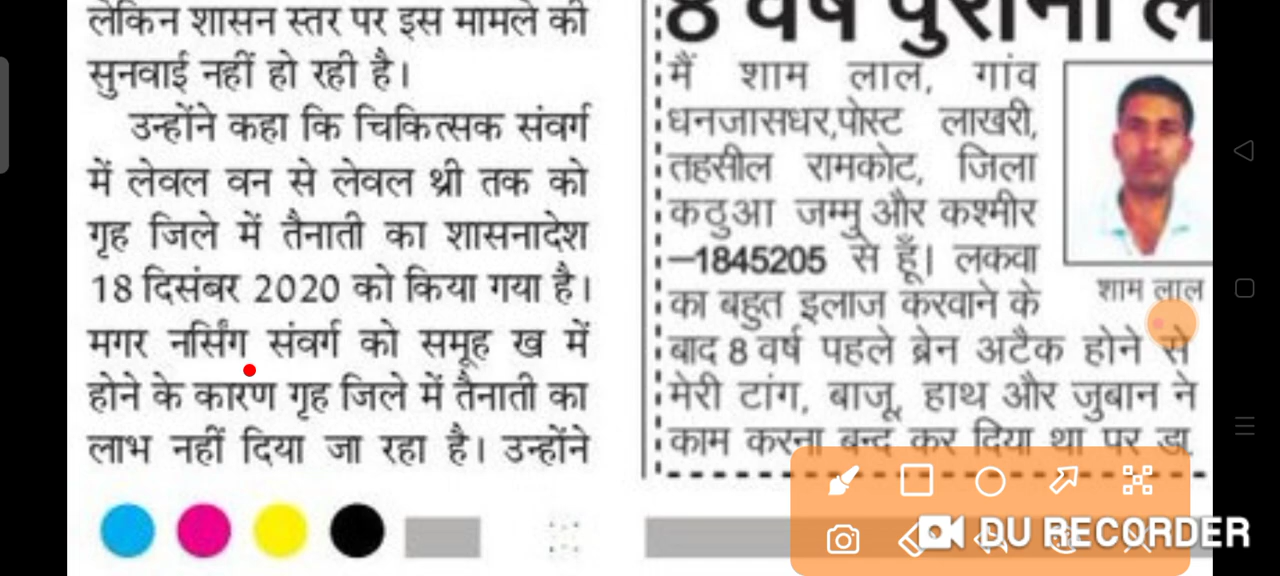 लेकिन शासन स्तर पर इस मामले की
सुनवाई नहीं हो रही है।
उन्होंने कहा कि चिकित्सक संवर्ग
में लेवल वन से लेवल थ्री तक को
गृह जिले में तैनाती का शासनादेश
18 दिसंबर 2020 को किया गया है।
मगर नर्सिंग संवर्ग को समूह ख में
होने के कारण गृह जिले में तैनाती का
लाभ नहीं दिया जा रहा है। उन्होंने
8 वर्ष पुराना ल
मैं शाम लाल, गांव
धनजासधर,पोस्ट लाखरी,
तहसील रामकोट, जिला
कठुआ जम्मु और कश्मीर
–1845205 से हूँ। लकवा
का बहुत इलाज करवाने के
बाद 8 वर्ष पहले ब्रेन अटैक होने से
मेरी टांग, बाजू, हाथ और जुबान ने
काम करना बन्द कर दिया था पर डा.
शाम लाल
DU RECORDER